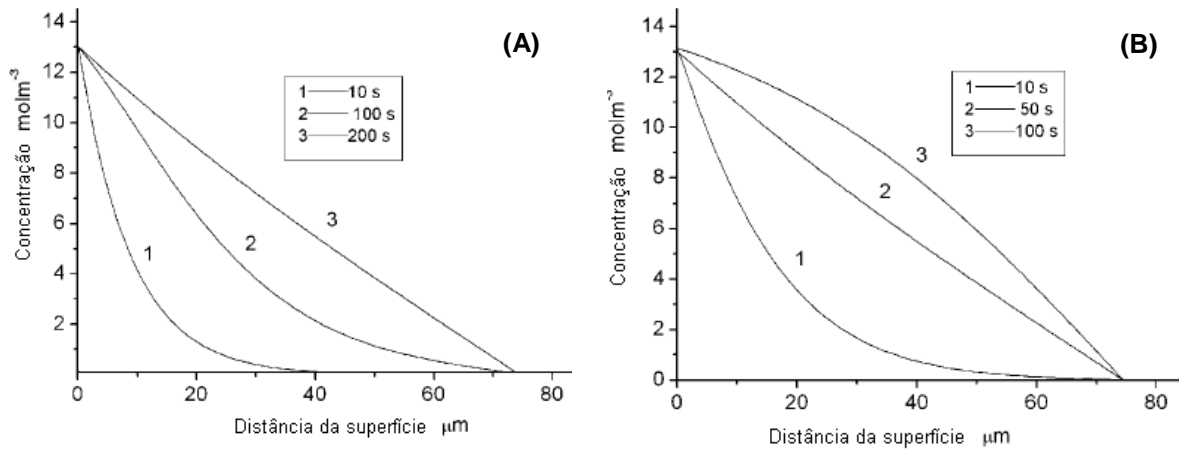 (A)
Concentração molm⁻³
14
12
10
8
6
4
2
1 10 s
2 100 s
3 200 s
1
2
3
0 20 40 60 80
Distância da superfície μm
(B)
Concentração molm⁻³
14
12
10
8
6
4
2
0
1 10 s
2 50 s
3 100 s
3
2
1
0 20 40 60 80
Distância da superfície μm